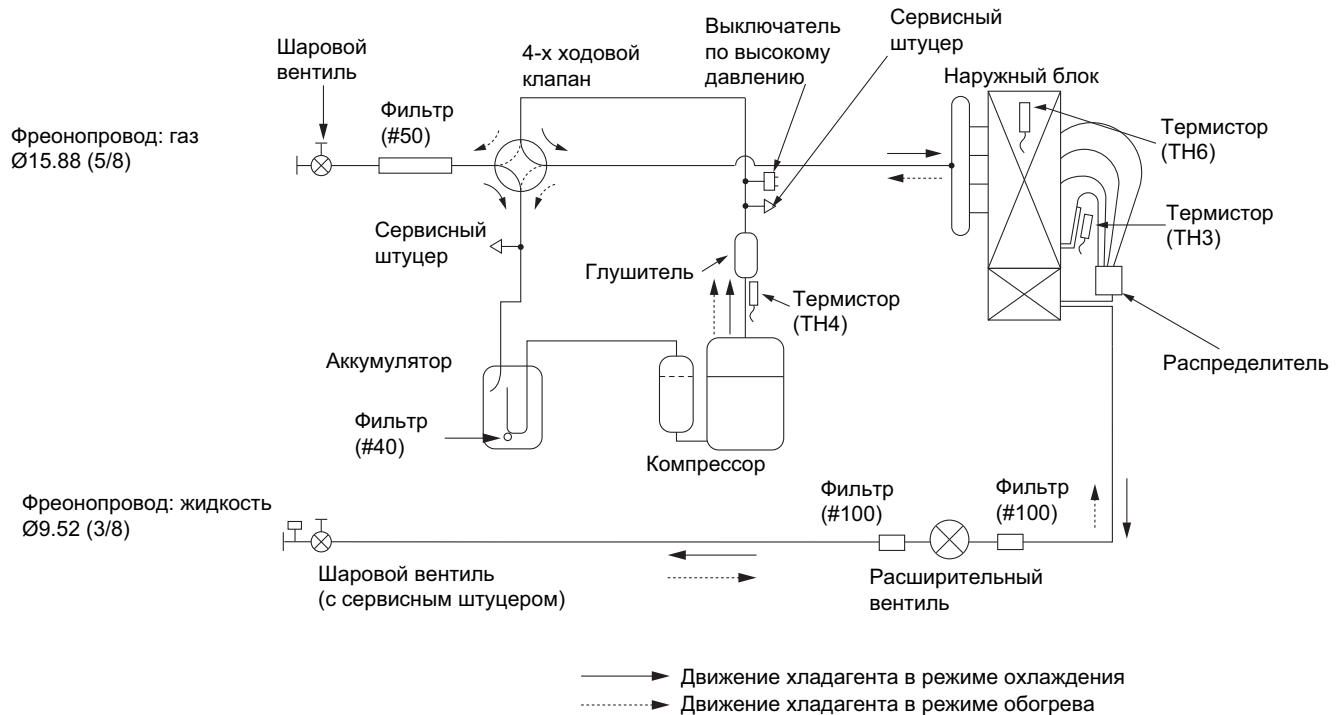 Шаровой
вентиль
4-х ходовой
клапан
Выключатель
по высокому
давлению
Сервисный
штуцер
Наружный блок
Фильтр
(#50)
Фреонопровод: газ
Ø15.88 (5/8)
Термистор
(TH6)
Термистор
(TH3)
Сервисный
штуцер
Глушитель
Термистор
(TH4)
Распределитель
Аккумулятор
Фильтр
(#40)
Компрессор
Фреонопровод: жидкость
Ø9.52 (3/8)
Фильтр
(#100)
Фильтр
(#100)
Шаровой вентиль
(с сервисным штуцером)
Расширительный
вентиль
Движение хладагента в режиме охлаждения
Движение хладагента в режиме обогрева